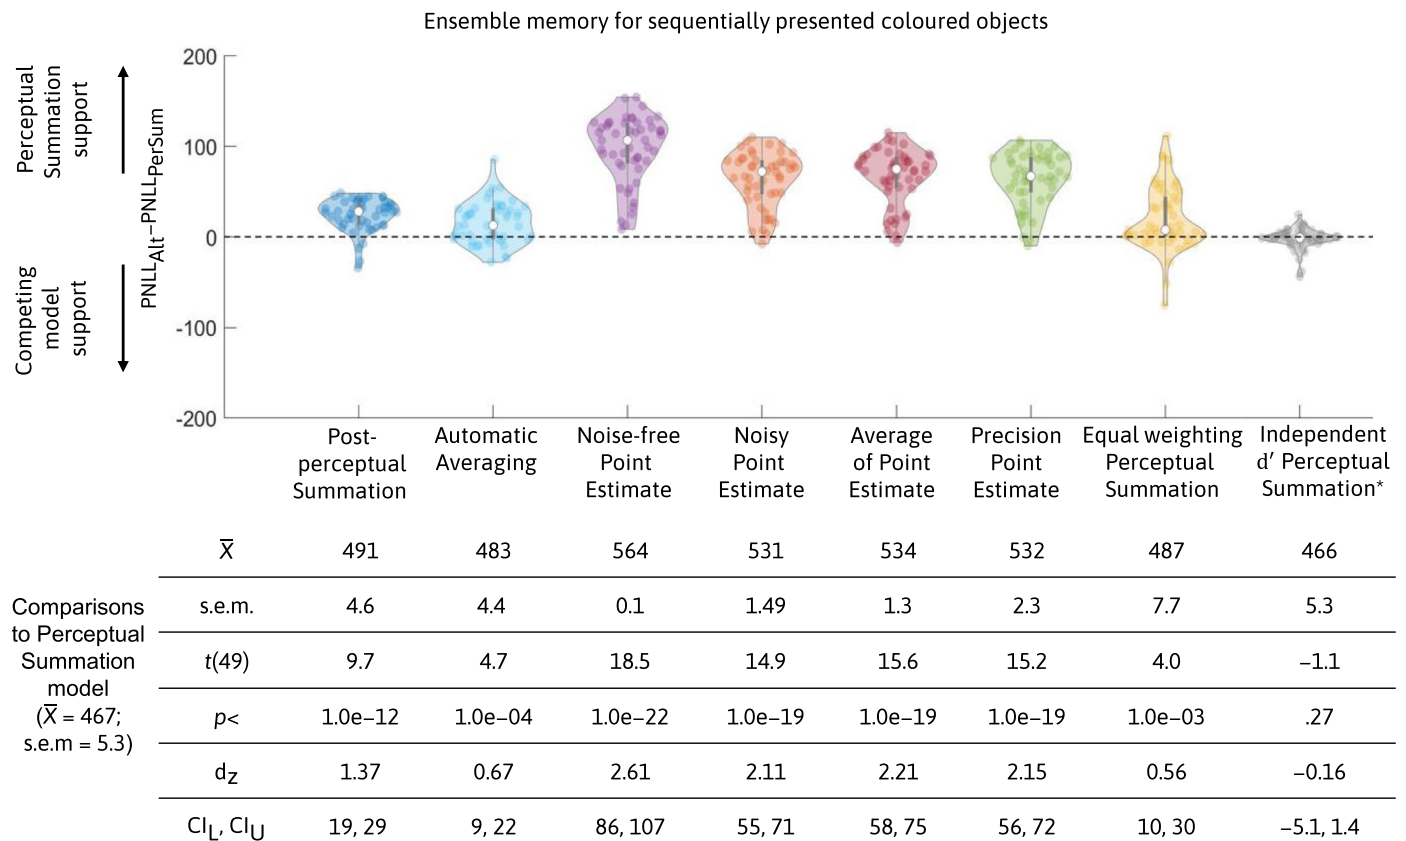 Ensemble memory for sequentially presented coloured objects
Perceptual
Summation
support
Competing
model
support
PNLLAlt−PNLLPerSum
200
100
0
-100
-200
Post-
perceptual
Summation
Automatic
Averaging
Noise-free
Point
Estimate
Noisy
Point
Estimate
Average
of Point
Estimate
Precision
Point
Estimate
Equal weighting
Perceptual
Summation
Independent
d′ Perceptual
Summation*
Comparisons
to Perceptual
Summation
model
(X̅ = 467;
s.e.m = 5.3)
X̅ 491 483 564 531 534 532 487 466
s.e.m. 4.6 4.4 0.1 1.49 1.3 2.3 7.7 5.3
t(49) 9.7 4.7 18.5 14.9 15.6 15.2 4.0 −1.1
p< 1.0e−12 1.0e−04 1.0e−22 1.0e−19 1.0e−19 1.0e−19 1.0e−03 .27
dz 1.37 0.67 2.61 2.11 2.21 2.15 0.56 −0.16
CIL, CIU 19, 29 9, 22 86, 107 55, 71 58, 75 56, 72 10, 30 −5.1, 1.4